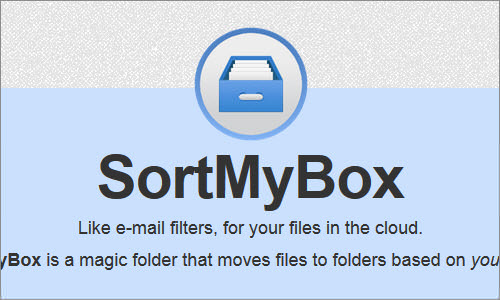 SortMyBox
Like e-mail filters, for your files in the cloud.
yBox is a magic folder that moves files to folders based on you